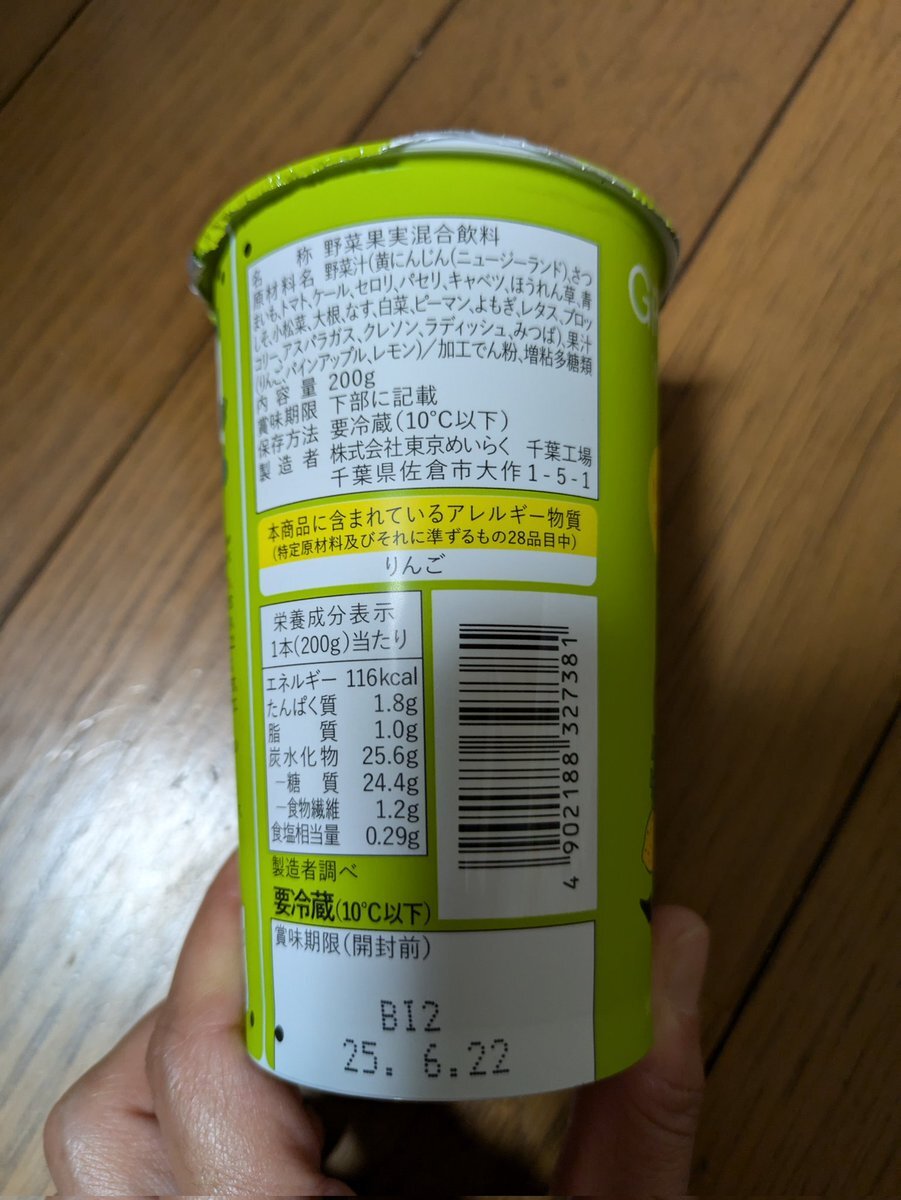 名称 野菜果実混合飲料
原材料名 野菜汁(黄にんじん(ニュージーランド)、さつ
まいも、トマト、ケール、セロリ、パセリ、キャベツ、ほうれん草、青
しそ、小松菜、大根、なす、白菜、ピーマン、よもぎ、レタス、ブロッ
コリー、アスパラガス、クレソン、ラディッシュ、みつば)、果汁
(りんご、パインアップル、レモン)/加工でん粉、増粘多糖類
内容量 200g
賞味期限 下部に記載
保存方法 要冷蔵(10℃以下)
製造者 株式会社東京めいらく 千葉工場
千葉県佐倉市大作1-5-1
本商品に含まれているアレルギー物質
(特定原材料及びそれに準ずるもの28品目中)
りんご
栄養成分表示
1本(200g)当たり
エネルギー 116kcal
たんぱく質 1.8g
脂質 1.0g
炭水化物 25.6g
-糖質 24.4g
-食物繊維 1.2g
食塩相当量 0.29g
製造者調べ
要冷蔵(10℃以下)
賞味期限(開封前)
BI2
25. 6.22
4 902188 327381